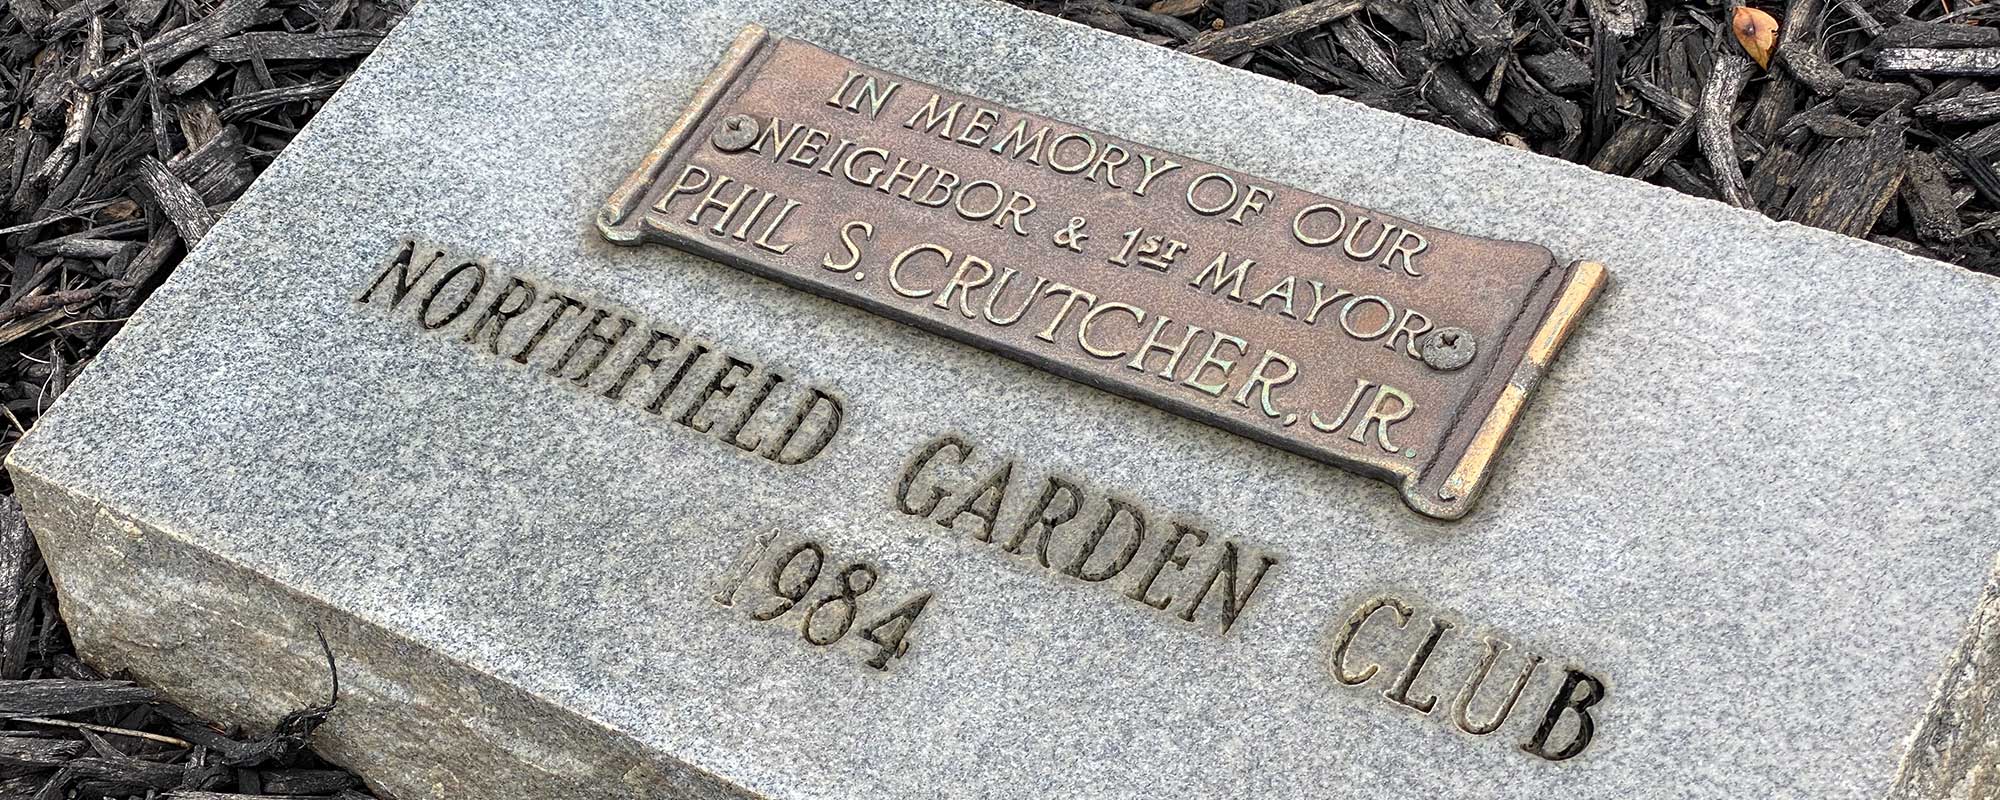 IN MEMORY OF OUR
NEIGHBOR & 1ST MAYOR
PHIL S. CRUTCHER, JR.
NORTHFIELD GARDEN CLUB
1984